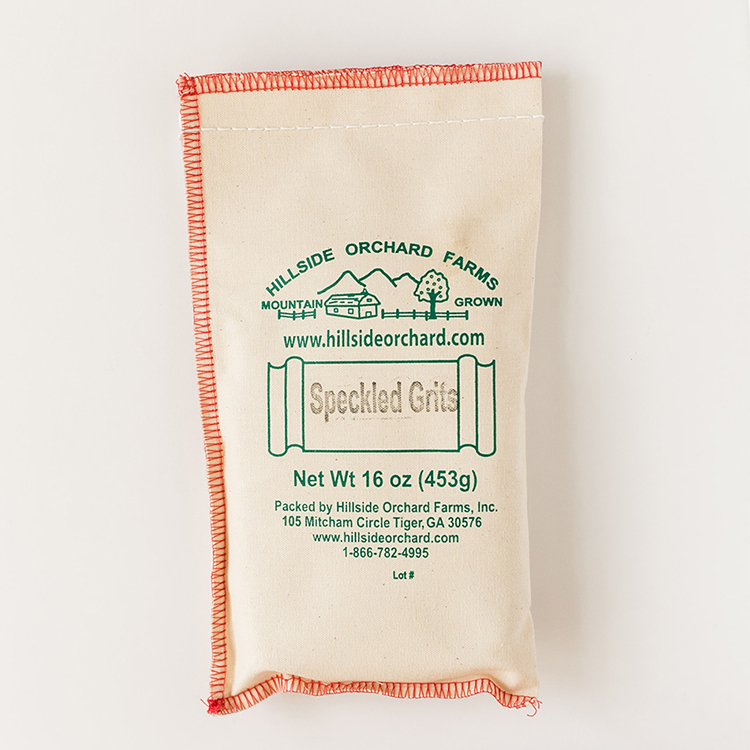 HILLSIDE ORCHARD FARMS
MOUNTAIN GROWN
www.hillsideorchard.com
Speckled Grits
Net Wt 16 oz (453g)
Packed by Hillside Orchard Farms, Inc.
105 Mitcham Circle Tiger, GA 30576
www.hillsideorchard.com
1-866-782-4995
Lot #